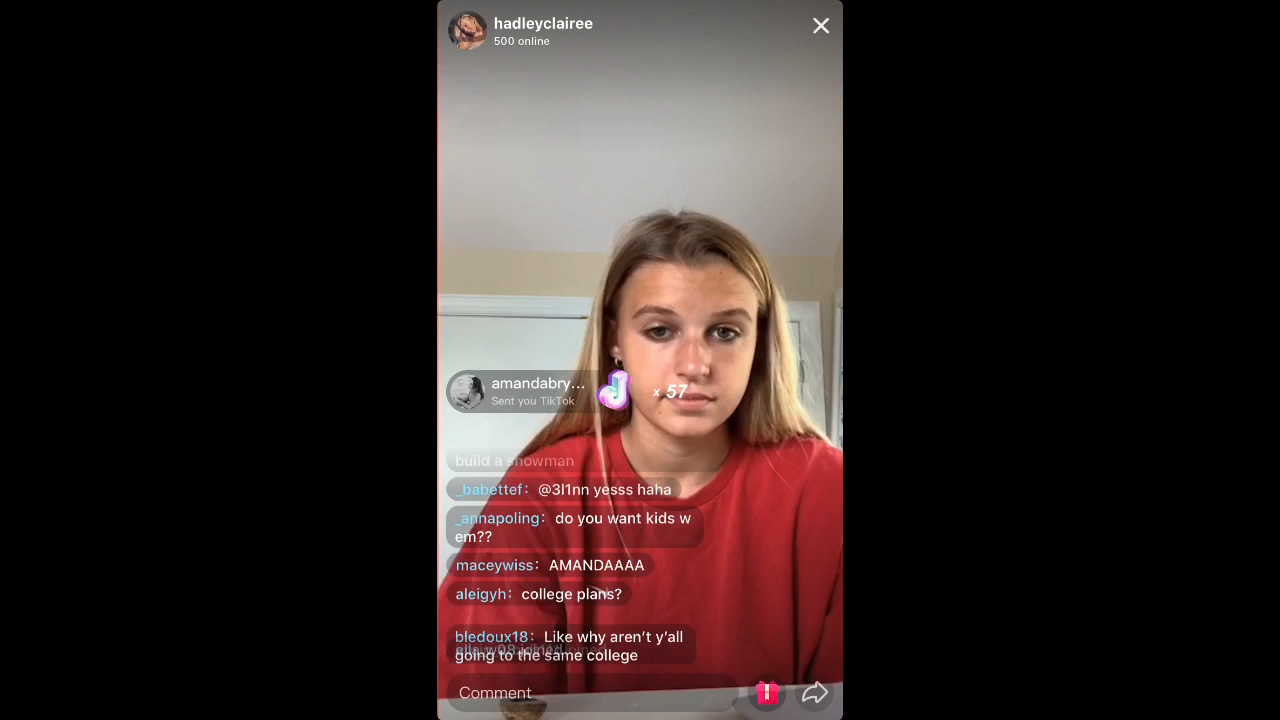 hadleyclairee
500 online
amandabry...
Sent you TikTok
x 57
build a snowman
_babettef: @3l1nn yesss haha
_annapoling: do you want kids w
em??
maceywiss: AMANDAAAA
aleigyh: college plans?
bledoux18: Like why aren't y'all
going to the same college
joined
Comment